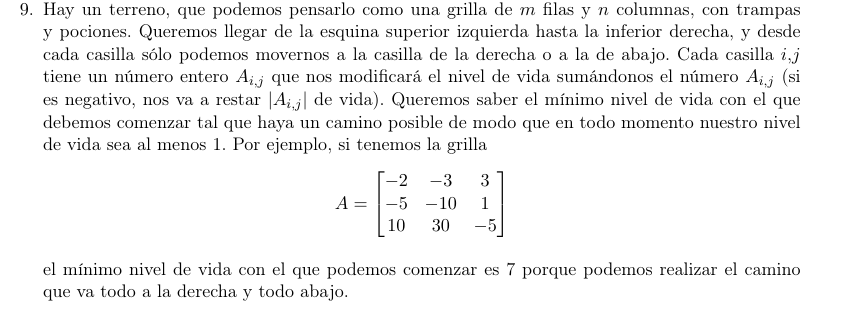 9. Hay un terreno, que podemos pensarlo como una grilla de m filas y n columnas, con trampas
y pociones. Queremos llegar de la esquina superior izquierda hasta la inferior derecha, y desde
cada casilla sólo podemos movernos a la casilla de la derecha o a la de abajo. Cada casilla i,j
tiene un número entero A_{i,j} que nos modificará el nivel de vida sumándonos el número A_{i,j} (si
es negativo, nos va a restar |A_{i,j}| de vida). Queremos saber el mínimo nivel de vida con el que
debemos comenzar tal que haya un camino posible de modo que en todo momento nuestro nivel
de vida sea al menos 1. Por ejemplo, si tenemos la grilla
−2 −3 3
A = −5 −10 1
10 30 −5
el mínimo nivel de vida con el que podemos comenzar es 7 porque podemos realizar el camino
que va todo a la derecha y todo abajo.